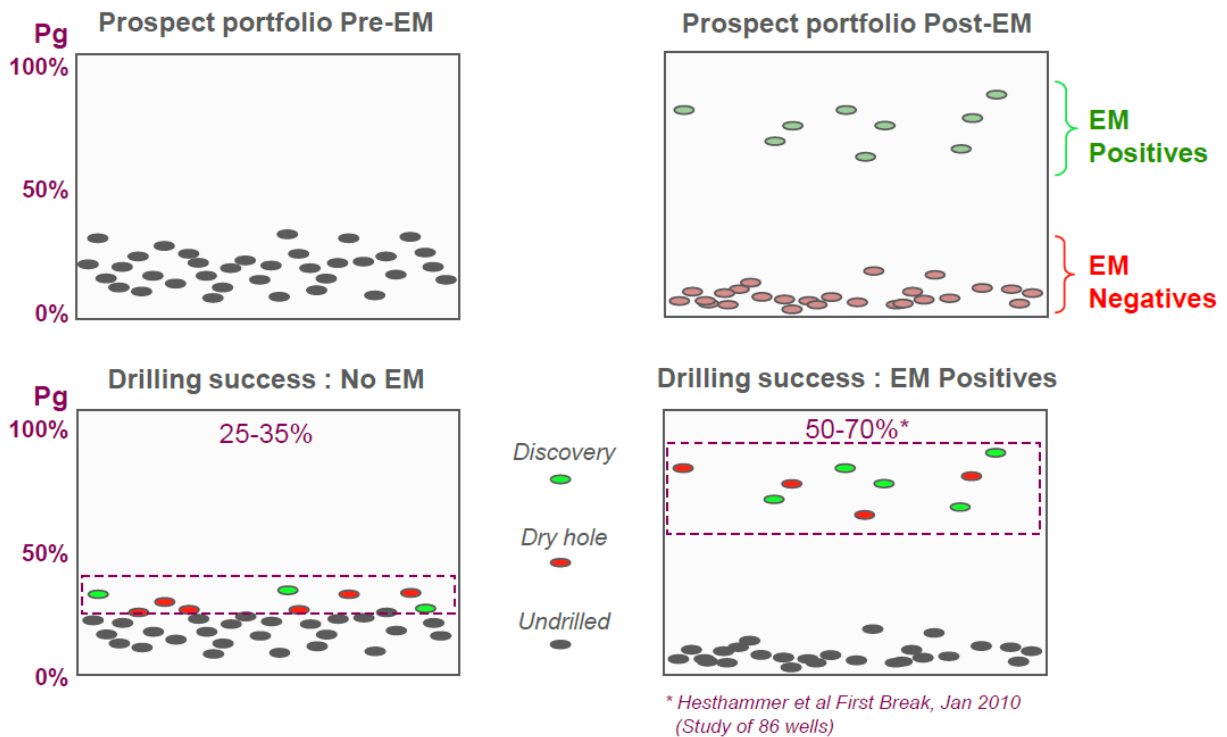 Prospect portfolio Pre-EM
Pg
100%
50%
0%
Prospect portfolio Post-EM
EM
Positives
EM
Negatives
Drilling success : No EM
Pg
100%
50%
0%
25-35%
Discovery
Dry hole
Undrilled
Drilling success : EM Positives
50-70%*
* Hesthammer et al First Break, Jan 2010
(Study of 86 wells)